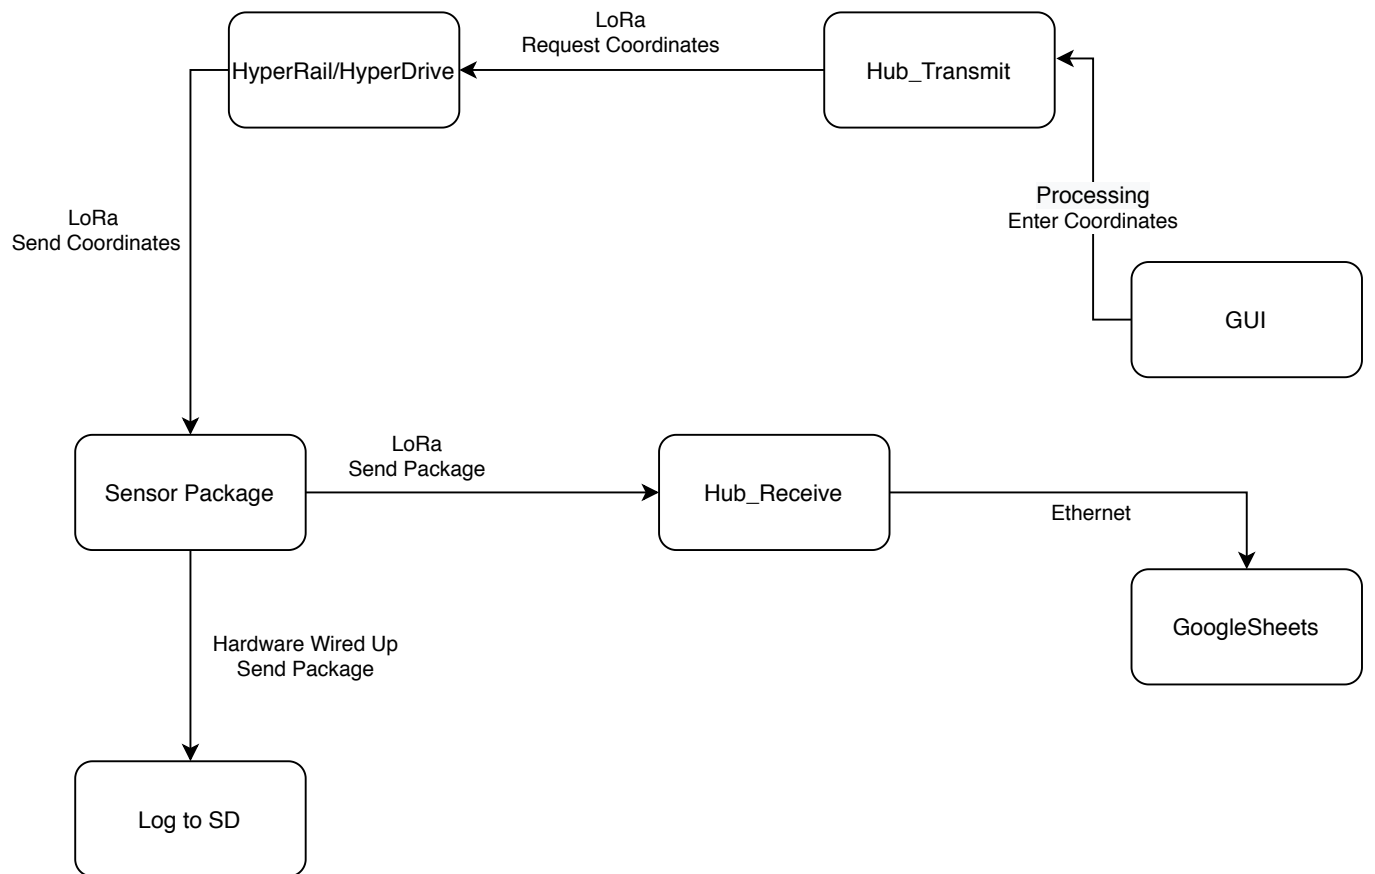 LoRa
Request Coordinates
HyperRail/HyperDrive
Hub_Transmit
Processing
Enter Coordinates
LoRa
Send Coordinates
GUI
LoRa
Send Package
Sensor Package
Hub_Receive
Ethernet
GoogleSheets
Hardware Wired Up
Send Package
Log to SD